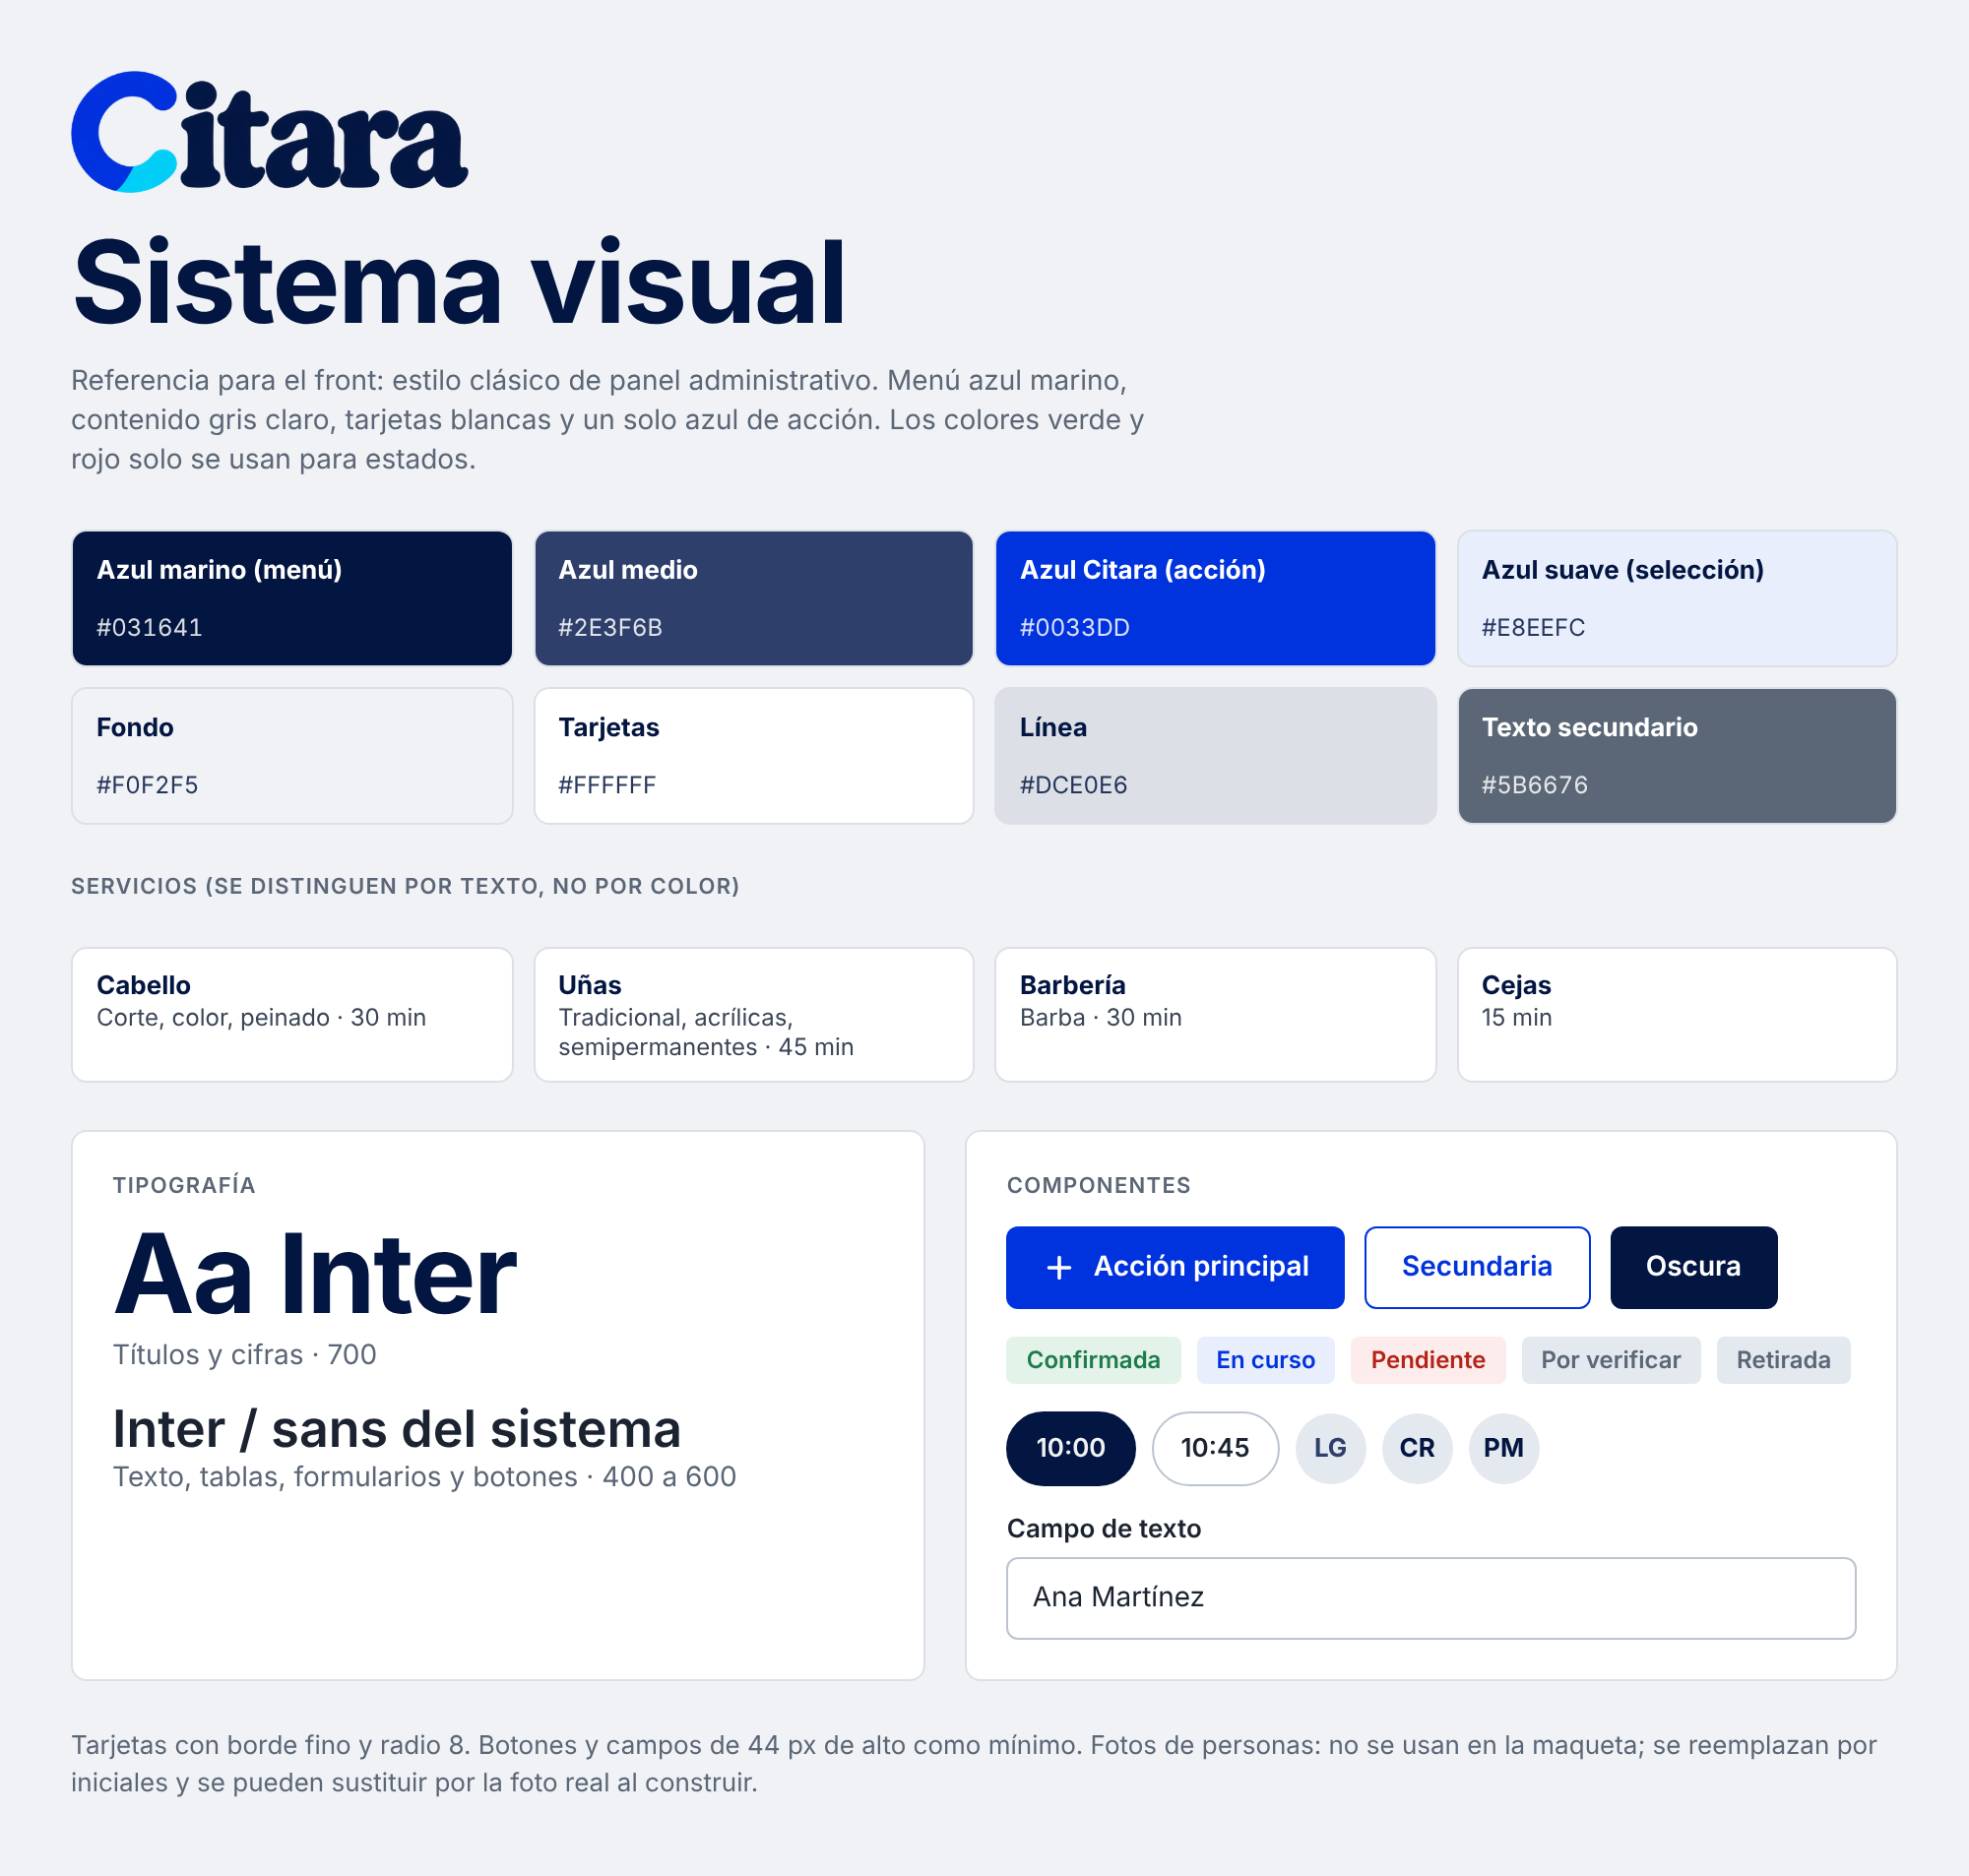 Citara
Sistema visual
Referencia para el front: estilo clásico de panel administrativo. Menú azul marino,
contenido gris claro, tarjetas blancas y un solo azul de acción. Los colores verde y
rojo solo se usan para estados.
Azul marino (menú)
#031641
Azul medio
#2E3F6B
Azul Citara (acción)
#0033DD
Azul suave (selección)
#E8EEFC
Fondo
#F0F2F5
Tarjetas
#FFFFFF
Línea
#DCE0E6
Texto secundario
#5B6676
SERVICIOS (SE DISTINGUEN POR TEXTO, NO POR COLOR)
Cabello
Corte, color, peinado · 30 min
Uñas
Tradicional, acrílicas,
semipermanentes · 45 min
Barbería
Barba · 30 min
Cejas
15 min
TIPOGRAFÍA
Aa Inter
Títulos y cifras · 700
Inter / sans del sistema
Texto, tablas, formularios y botones · 400 a 600
COMPONENTES
+ Acción principal
Secundaria
Oscura
Confirmada
En curso
Pendiente
Por verificar
Retirada
10:00
10:45
LG
CR
PM
Campo de texto
Ana Martínez
Tarjetas con borde fino y radio 8. Botones y campos de 44 px de alto como mínimo. Fotos de personas: no se usan en la maqueta; se reemplazan por
iniciales y se pueden sustituir por la foto real al construir.